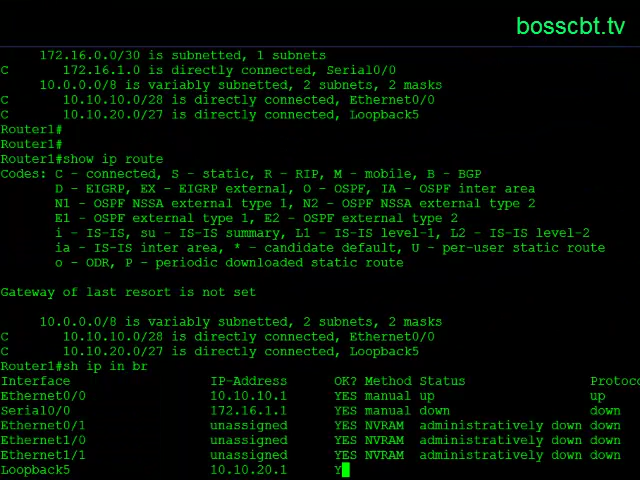 bosscbt.tv
172.16.0.0/30 is subnetted, 1 subnets
C 172.16.1.0 is directly connected, Serial0/0
10.0.0.0/8 is variably subnetted, 2 subnets, 2 masks
C 10.10.10.0/28 is directly connected, Ethernet0/0
C 10.10.20.0/27 is directly connected, Loopback5
Router1#
Router1#
Router1#show ip route
Codes: C - connected, S - static, R - RIP, M - mobile, B - BGP
D - EIGRP, EX - EIGRP external, O - OSPF, IA - OSPF inter area
N1 - OSPF NSSA external type 1, N2 - OSPF NSSA external type 2
E1 - OSPF external type 1, E2 - OSPF external type 2
i - IS-IS, su - IS-IS summary, L1 - IS-IS level-1, L2 - IS-IS level-2
ia - IS-IS inter area, * - candidate default, U - per-user static route
o - ODR, P - periodic downloaded static route
Gateway of last resort is not set
10.0.0.0/8 is variably subnetted, 2 subnets, 2 masks
C 10.10.10.0/28 is directly connected, Ethernet0/0
C 10.10.20.0/27 is directly connected, Loopback5
Router1#sh ip in br
Interface IP-Address OK? Method Status Protoco
Ethernet0/0 10.10.10.1 YES manual up up
Serial0/0 172.16.1.1 YES manual down down
Ethernet0/1 unassigned YES NVRAM administratively down down
Ethernet1/0 unassigned YES NVRAM administratively down down
Ethernet1/1 unassigned YES NVRAM administratively down down
Loopback5 10.10.20.1 Y